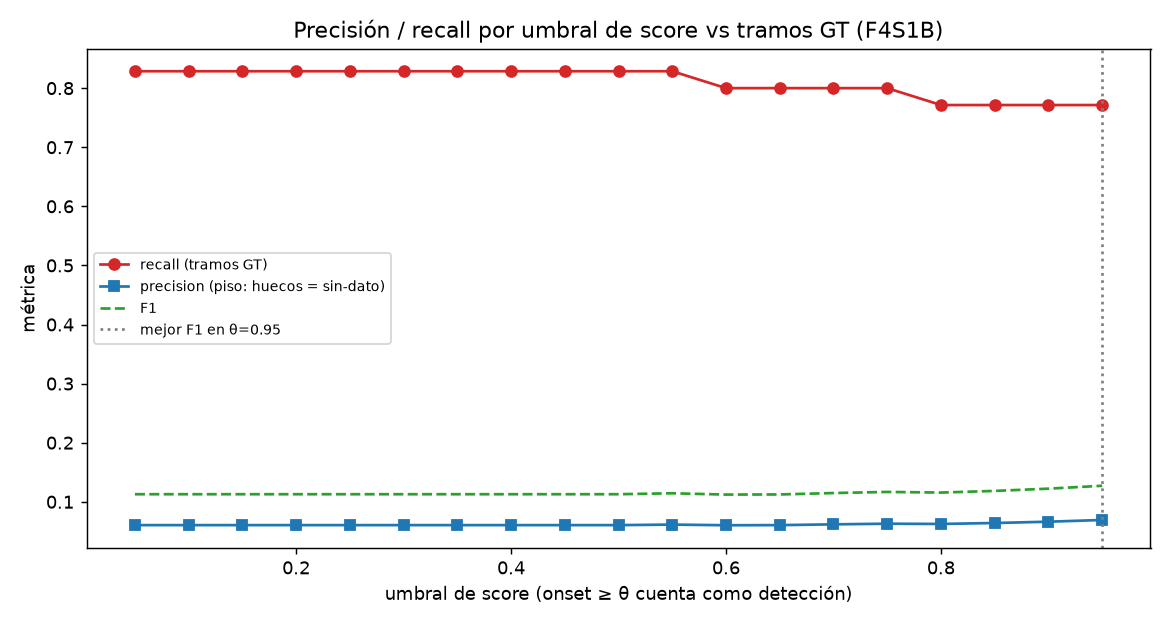 Precisión / recall por umbral de score vs tramos GT (F4S1B)
métrica
0.8
0.7
0.6
0.5
0.4
0.3
0.2
0.1
recall (tramos GT)
precision (piso: huecos = sin-dato)
F1
mejor F1 en θ=0.95
0.2 0.4 0.6 0.8
umbral de score (onset ≥ θ cuenta como detección)